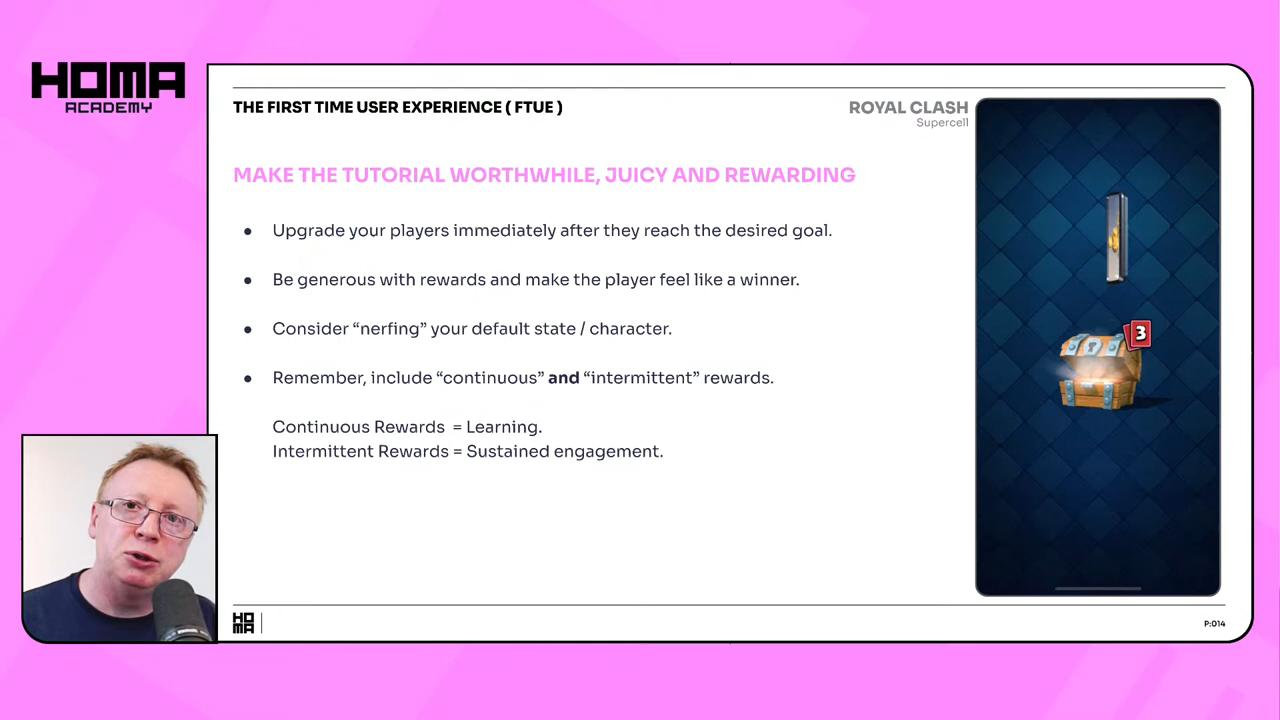 HOMA
ACADEMY
THE FIRST TIME USER EXPERIENCE ( FTUE )
ROYAL CLASH
Supercell
MAKE THE TUTORIAL WORTHWHILE, JUICY AND REWARDING
● Upgrade your players immediately after they reach the desired goal.
● Be generous with rewards and make the player feel like a winner.
● Consider “nerfing” your default state / character.
● Remember, include “continuous” and “intermittent” rewards.
Continuous Rewards = Learning.
Intermittent Rewards = Sustained engagement.
3
HO
MA
P:014